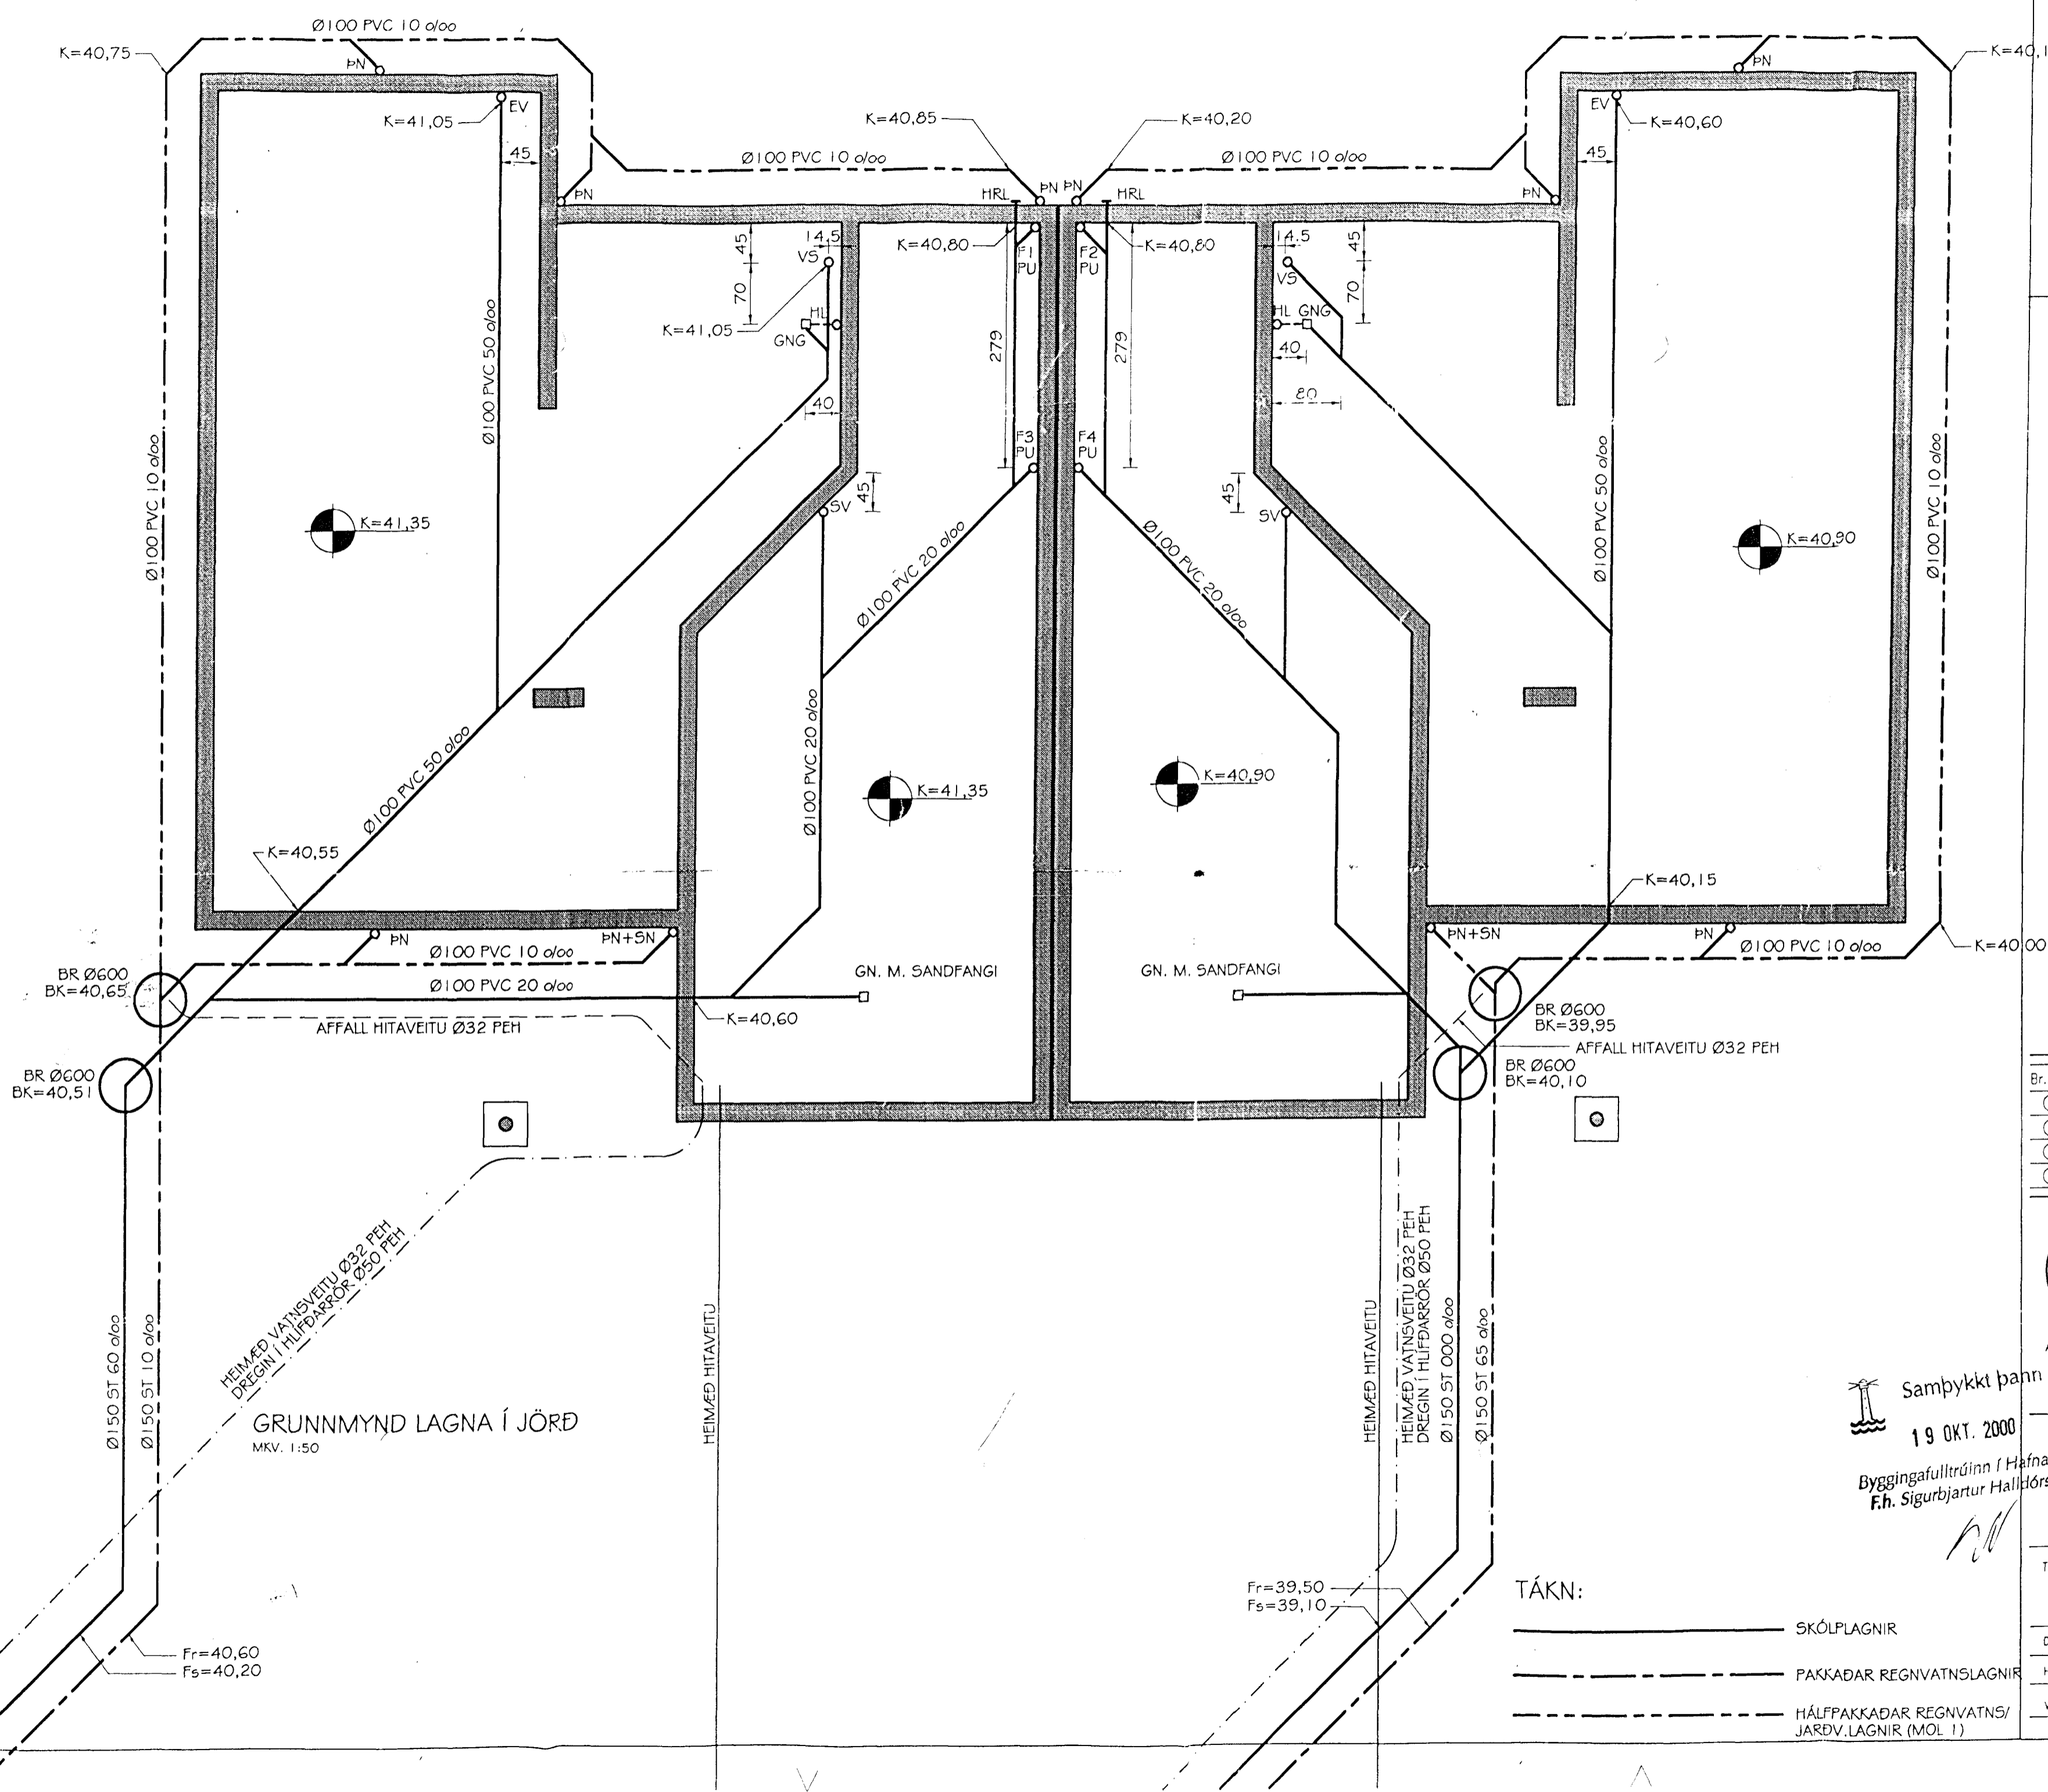 Ø100 PVC 10 o/oo
K=40,75
ÞN
EV
K=41,05
45
ÞN
K=40,85
K=40,20
Ø100 PVC 10 o/oo
Ø100 PVC 10 o/oo
HRL
ÞN
ÞN
HRL
ÞN
K=40,1
EV
K=40,60
45
ÞN
45
14,5
VS
70
HL
GNG
K=41,05
40
K=40,80
F1
PU
F2
PU
K=40,80
279
279
14.5
VS
45
70
HL
GNG
40
80
Ø100 PVC 50 o/oo
Ø100 PVC 10 o/oo
F3
PU
F4
PU
45
SV
45
SV
K=41,35
Ø100 PVC 20 o/oo
Ø100 PVC 20 o/oo
Ø100 PVC 50 o/oo
K=40,90
Ø100 PVC 10 o/oo
Ø100 PVC 50 o/oo
Ø100 PVC 20 o/oo
K=41,35
K=40,90
K=40,55
K=40,15
ÞN
Ø100 PVC 10 o/oo
ÞN+SN
ÞN+SN
ÞN
Ø100 PVC 10 o/oo
K=40,00
BR Ø600
BK=40,65
Ø100 PVC 20 o/oo
GN. M. SANDFANGI
GN. M. SANDFANGI
AFFALL HITAVEITU Ø32 PEH
K=40,60
BR Ø600
BK=39,95
AFFALL HITAVEITU Ø32 PEH
BR Ø600
BK=40,51
BR Ø600
BK=40,10
Br.
HEIMÆÐ VATNSVEITU Ø32 PEH
DREGIN Í HLÍFÐARRÖR Ø50 PEH
Ø150 ST 60 o/oo
Ø150 ST 10 o/oo
HEIMÆÐ HITAVEITU
HEIMÆÐ HITAVEITU
HEIMÆÐ VATNSVEITU Ø32 PEH
DREGIN Í HLÍFÐARRÖR Ø50 PEH
Ø150 ST 000 o/oo
Ø150 ST 65 o/oo
GRUNNMYND LAGNA Í JÖRÐ
MKV. 1:50
Samþykkt þann
19 OKT. 2000
Byggingafulltrúinn í Hafna
F.h. Sigurbjartur Halldórs
Fr=40,60
Fs=40,20
Fr=39,50
Fs=39,10
TÁKN:
SKÓLPLAGNIR
PAKKAÐAR REGNVATNSLAGNIR
HÁLFPAKKAÐAR REGNVATNS/
JARÐV.LAGNIR (MOL 1)